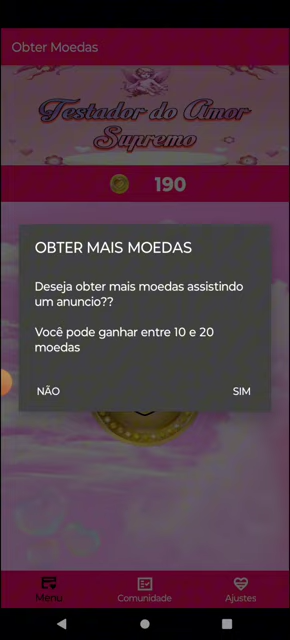 Obter Moedas
Testador do Amor
Supremo
190
OBTER MAIS MOEDAS
Deseja obter mais moedas assistindo
um anuncio??
Você pode ganhar entre 10 e 20
moedas
NÃO
SIM
Menu
Comunidade
Ajustes